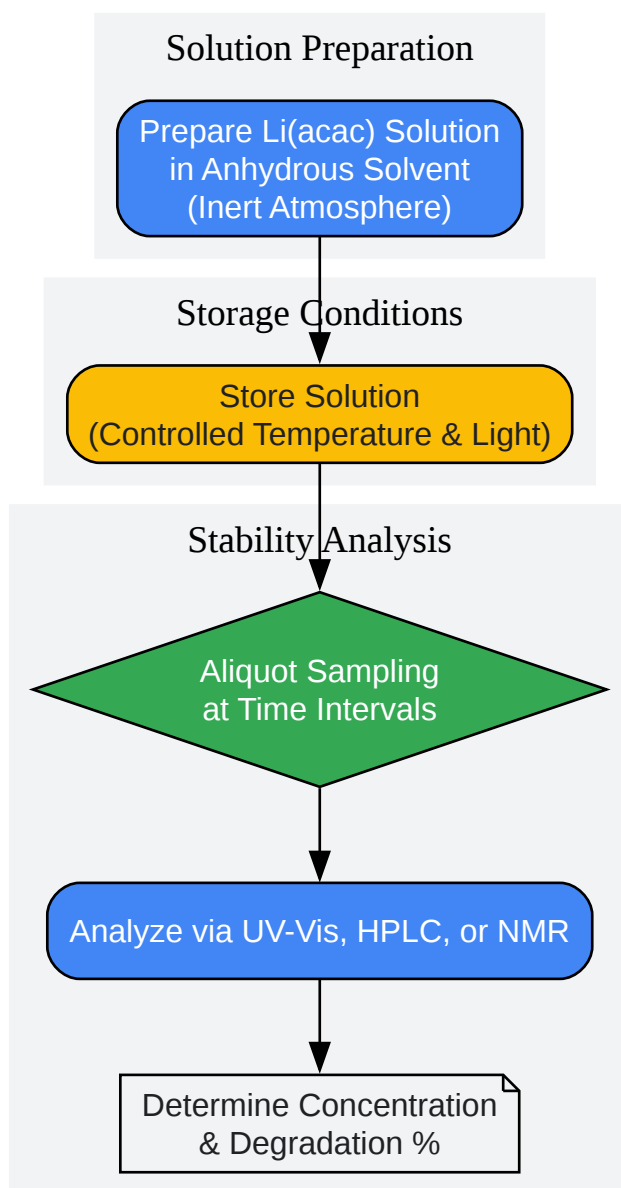 Solution Preparation
Prepare Li(acac) Solution
in Anhydrous Solvent
(Inert Atmosphere)
Storage Conditions
Store Solution
(Controlled Temperature & Light)
Stability Analysis
Aliquot Sampling
at Time Intervals
Analyze via UV-Vis, HPLC, or NMR
Determine Concentration
& Degradation %